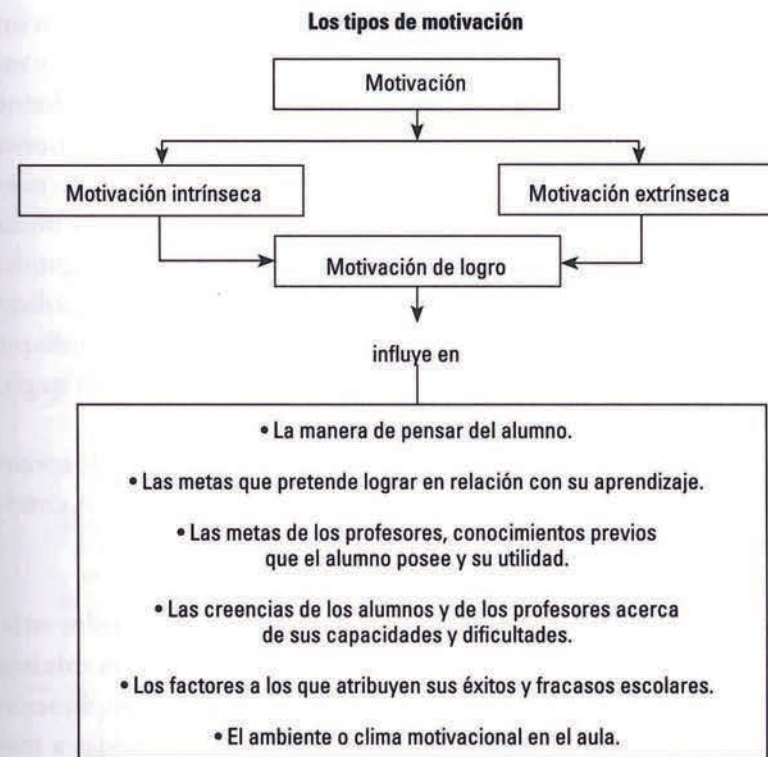 Los tipos de motivación
Motivación
Motivación intrínseca
Motivación extrínseca
Motivación de logro
influye en
• La manera de pensar del alumno.
• Las metas que pretende lograr en relación con su aprendizaje.
• Las metas de los profesores, conocimientos previos
que el alumno posee y su utilidad.
• Las creencias de los alumnos y de los profesores acerca
de sus capacidades y dificultades.
• Los factores a los que atribuyen sus éxitos y fracasos escolares.
• El ambiente o clima motivacional en el aula.